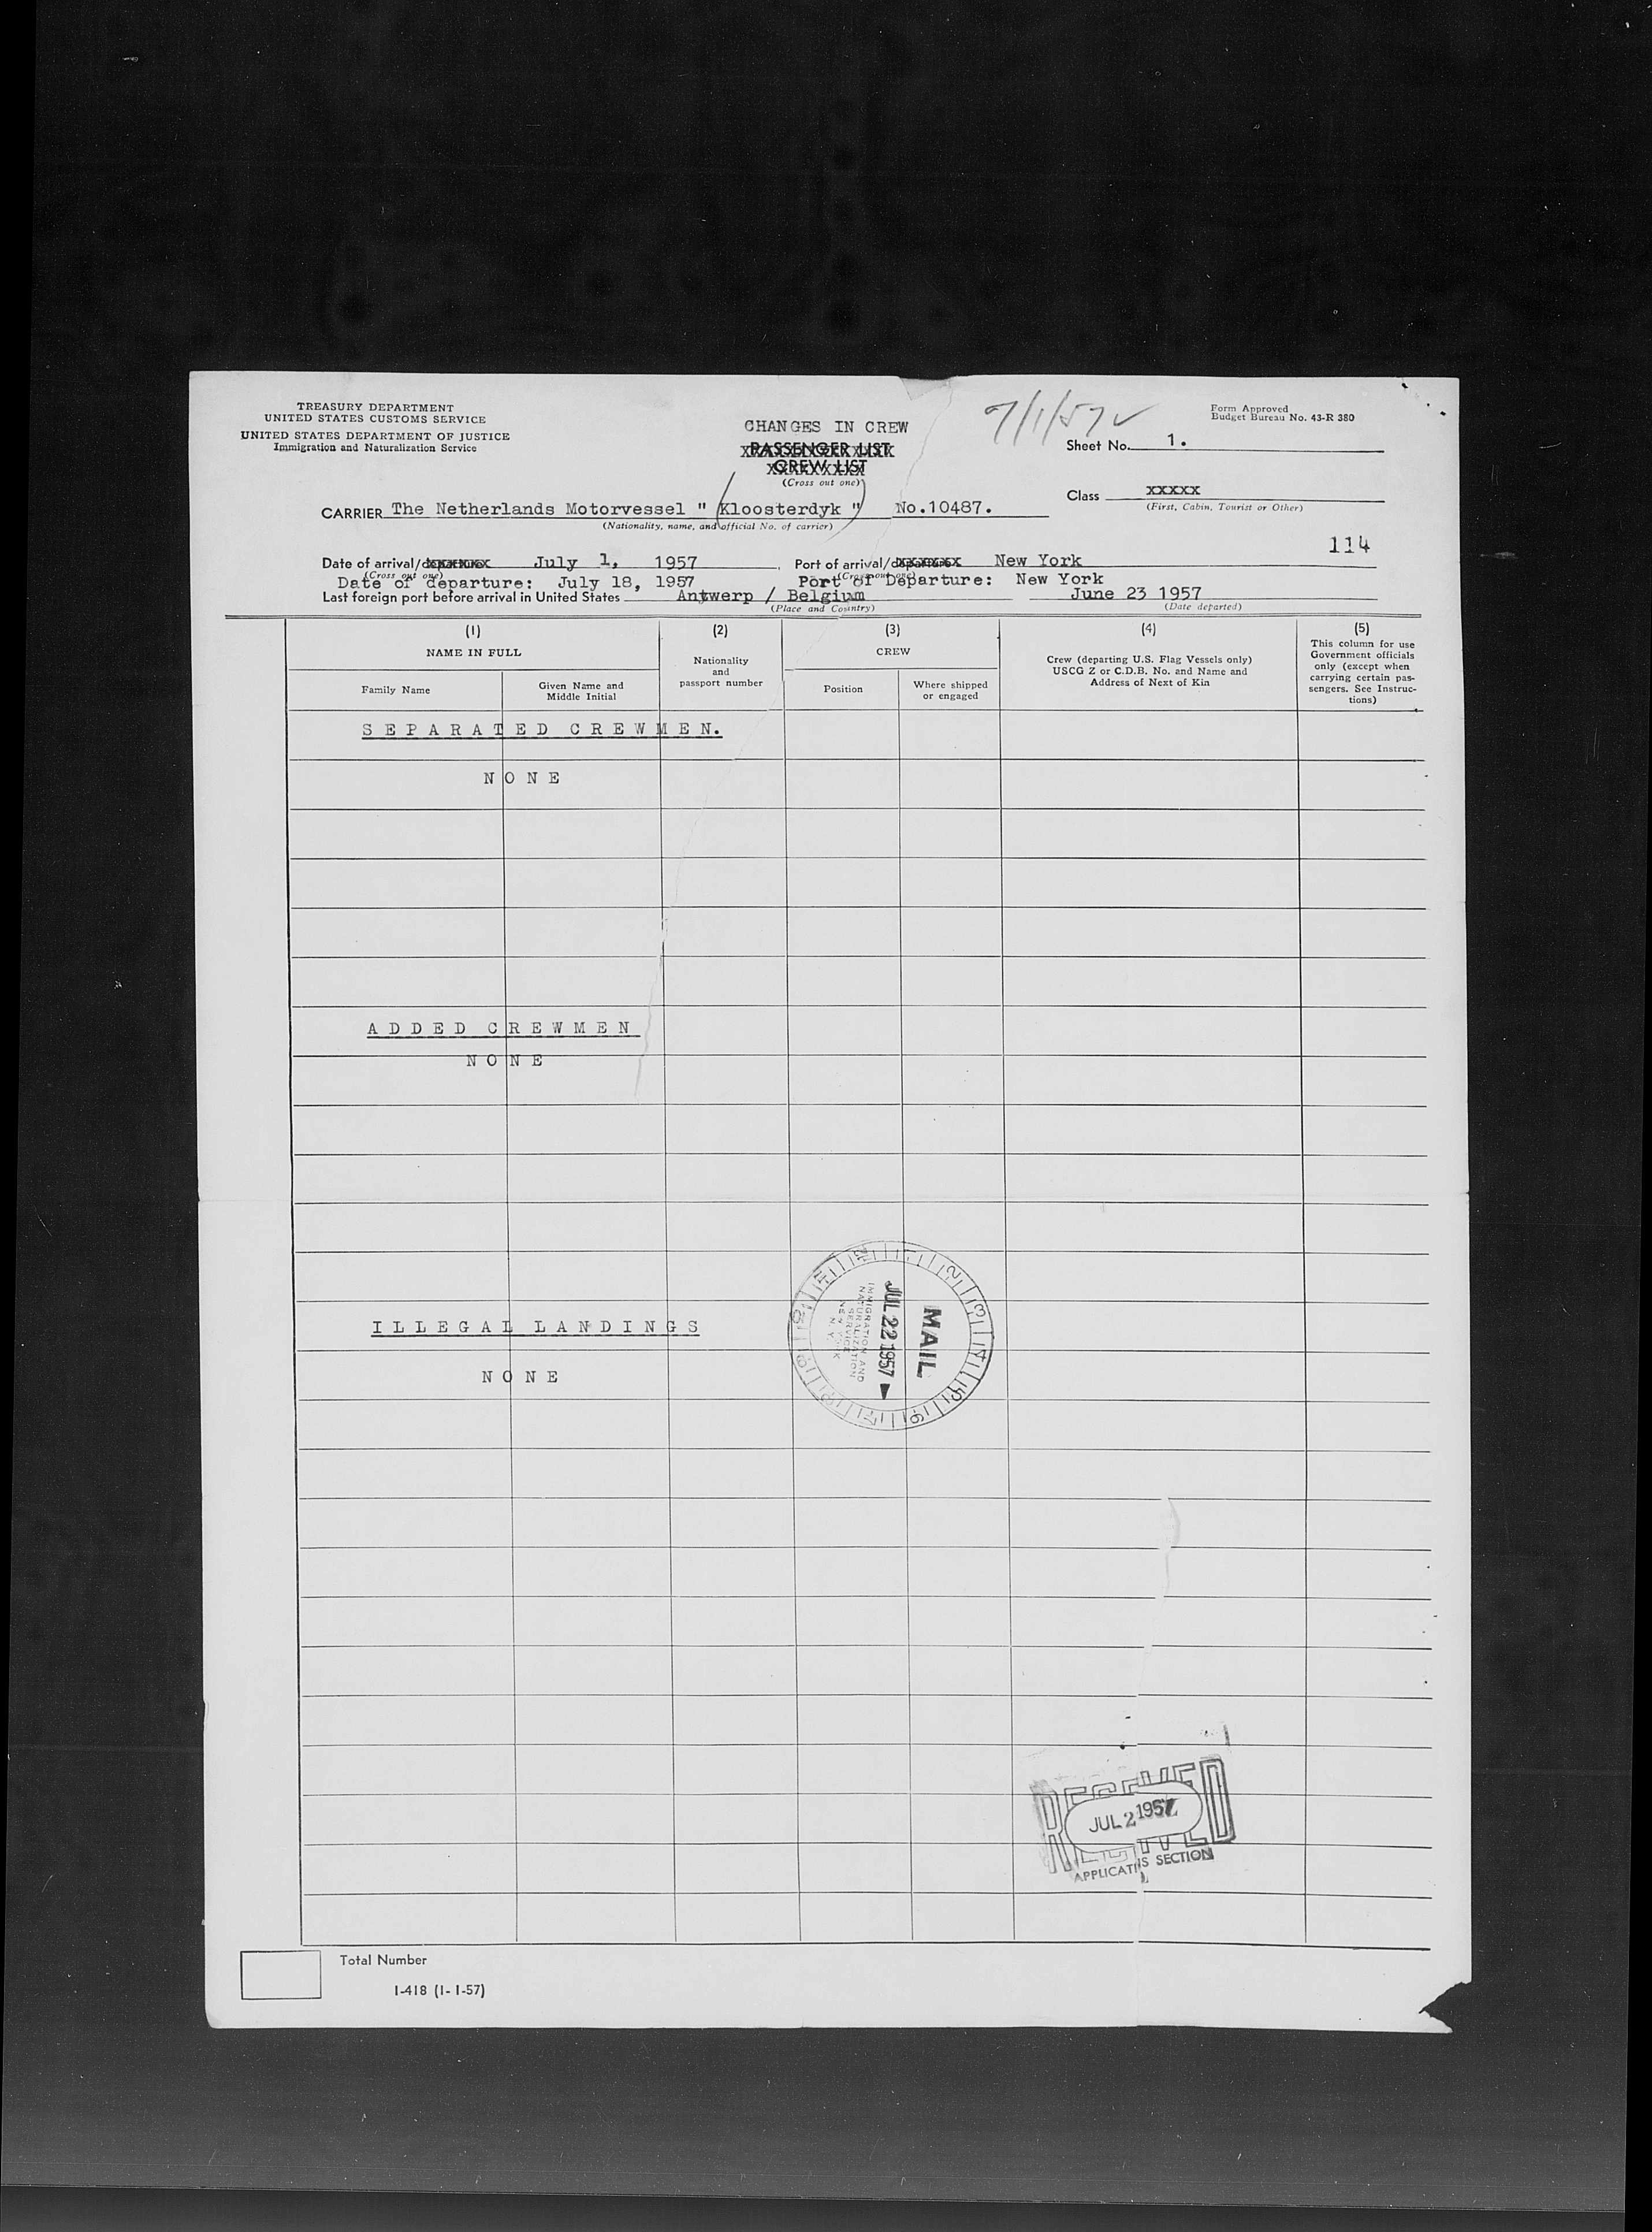 TREASURY DEPARTMENT
UNITED STATES CUSTOMS SERVICE
UNITED STATES DEPARTMENT OF JUSTICE
Immigration and Naturalization Service
CHANGES IN CREW
PASSENGER LIST
CREW LIST
(Cross out one)
7/1/57
Form Approved
Budget Bureau No. 43-R 380
Sheet No. 1.
Class XXXXX
(First, Cabin, Tourist or Other)
CARRIER The Netherlands Motorvessel " Kloosterdyk " No.10487.
(Nationality, name, and official No. of carrier)
114
Date of arrival/departure July 1, 1957 Port of arrival/departure New York
(Cross out one) (Cross out one)
Date of departure: July 18, 1957 Port of Departure: New York
Last foreign port before arrival in United States Antwerp / Belgium June 23 1957
(Place and Country) (Date departed)
(1) (2) (3) (4) (5)
NAME IN FULL
Family Name
Given Name and
Middle Initial
Nationality
and
passport number
CREW
Position
Where shipped
or engaged
Crew (departing U.S. Flag Vessels only)
USCG Z or C.D.B. No. and Name and
Address of Next of Kin
This column for use
Government officials
only (except when
carrying certain pas-
sengers. See Instruc-
tions)
SEPARATED CREWMEN.
NONE
ADDED CREWMEN
NONE
ILLEGAL LANDINGS
NONE
MAIL
JUL 22 1957
IMMIGRATION AND
NATURALIZATION
SERVICE
NEW YORK
N.Y.
RECEIVED
JUL 2 1957
SECTION
Total Number
I-418 (1-1-57)